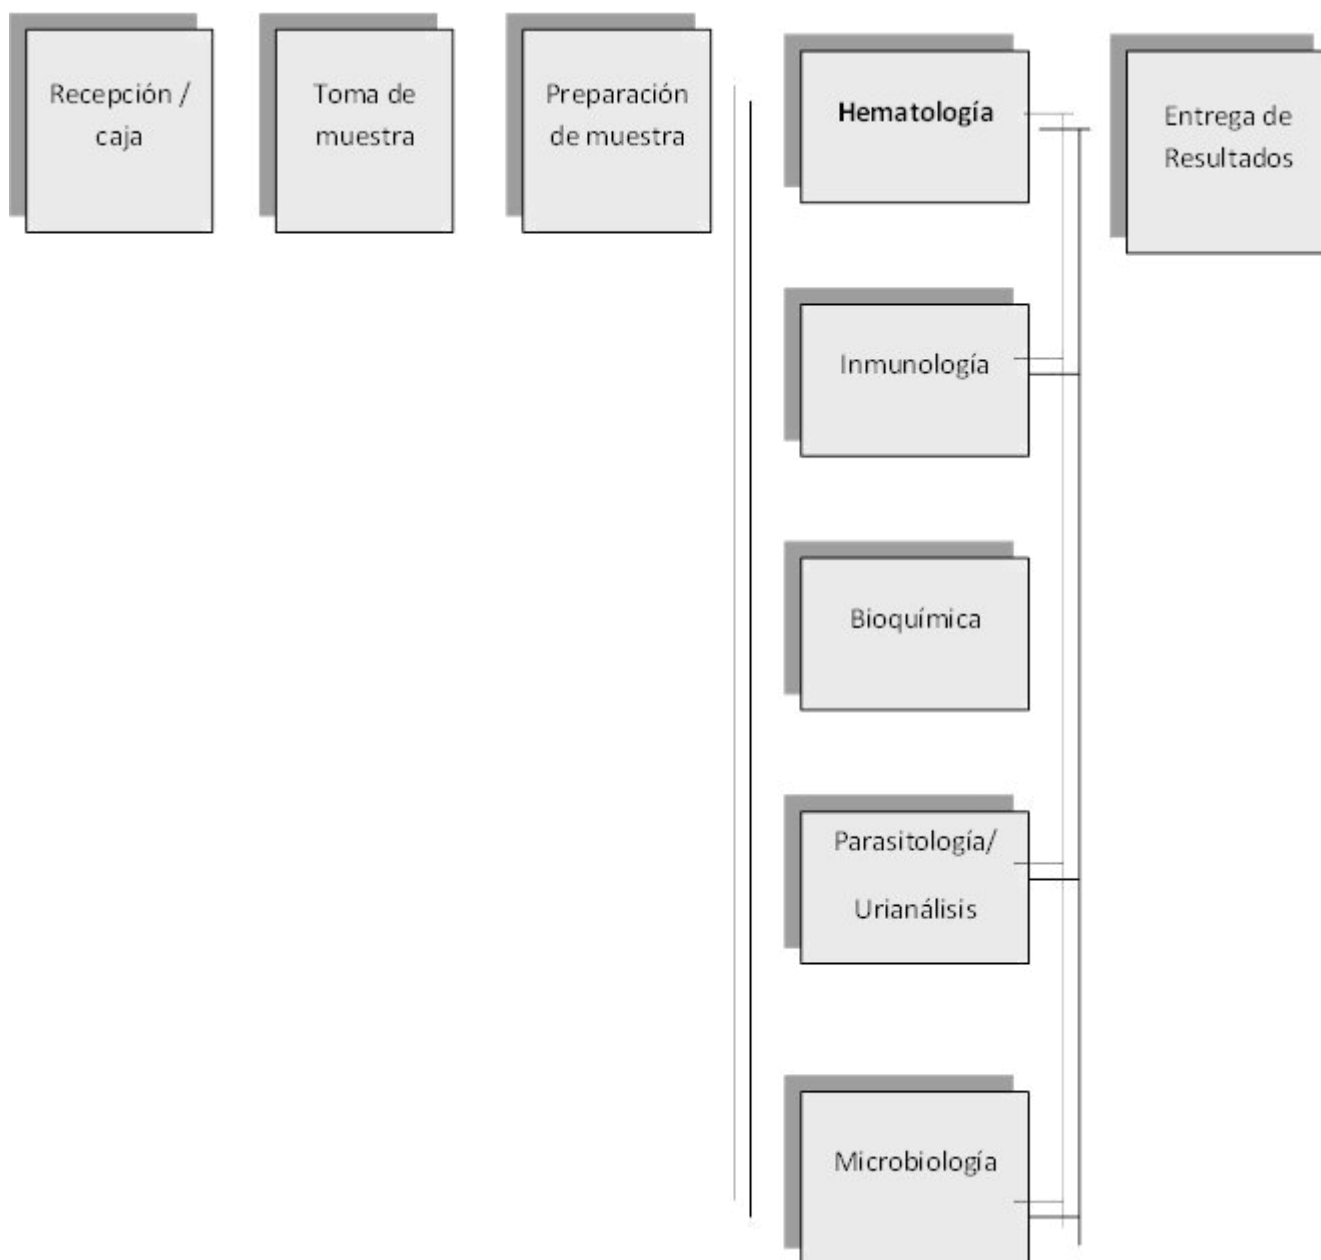 Recepción /
caja
Toma de
muestra
Preparación
de muestra
Hematología
Entrega de
Resultados
Inmunología
Bioquímica
Parasitología/
Urianálisis
Microbiología